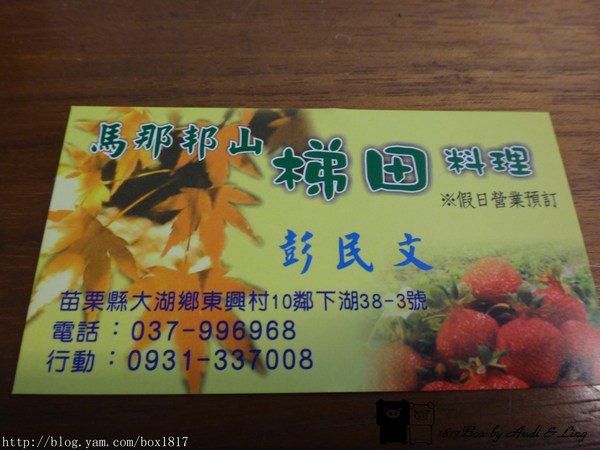 馬那邦山 梯田 料理
※假日營業預訂
彭民文
苗栗縣大湖鄉東興村10鄰下湖38-3號
電話：037-996968
行動：0931-337008
1817Box by Audi & Ling
http://blog.yam.com/box1817